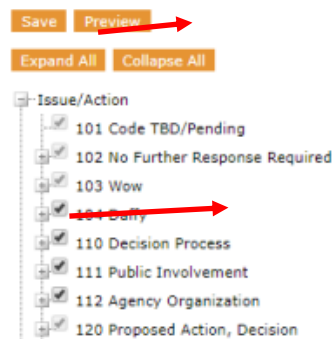 Save Preview
Expand All Collapse All
Issue/Action
101 Code TBD/Pending
102 No Further Response Required
103 Wow
104 Daffy
110 Decision Process
111 Public Involvement
112 Agency Organization
120 Proposed Action, Decision